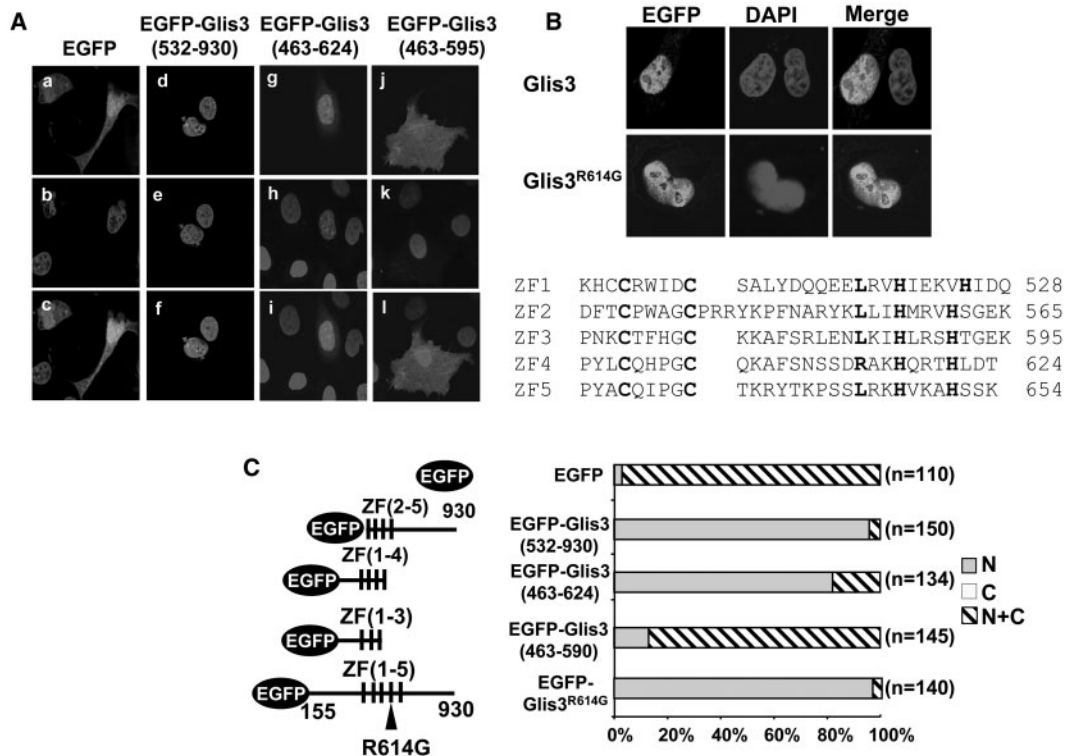 A
EGFP
EGFP-Glis3
(532-930)
EGFP-Glis3
(463-624)
EGFP-Glis3
(463-595)
a
d
g
j
b
e
h
k
c
f
i
l
B
EGFP
DAPI
Merge
Glis3
Glis3R614G
ZF1 KHCCRWIDC SALYDQQEELRVHIEKVHIDQ 528
ZF2 DFTCPWAGCPRRYKPFNARYKLLIHMRVHSGEK 565
ZF3 PNKCTFHGC KKAFSRLENLKIHLRSHTGEK 595
ZF4 PYLCQHPGC QKAFSNSSDRAKHQRTHLDT 624
ZF5 PYACQIPGC TKRYTKPSSLRKHVKAHSSK 654
C
EGFP
ZF(2-5)
930
EGFP
ZF(1-4)
EGFP
ZF(1-3)
EGFP
ZF(1-5)
EGFP
155
930
R614G
EGFP
(n=110)
EGFP-Glis3
(532-930)
(n=150)
EGFP-Glis3
(463-624)
(n=134)
EGFP-Glis3
(463-590)
(n=145)
EGFP-
Glis3R614G
(n=140)
N
C
N+C
20%
40%
60%
80%
100%